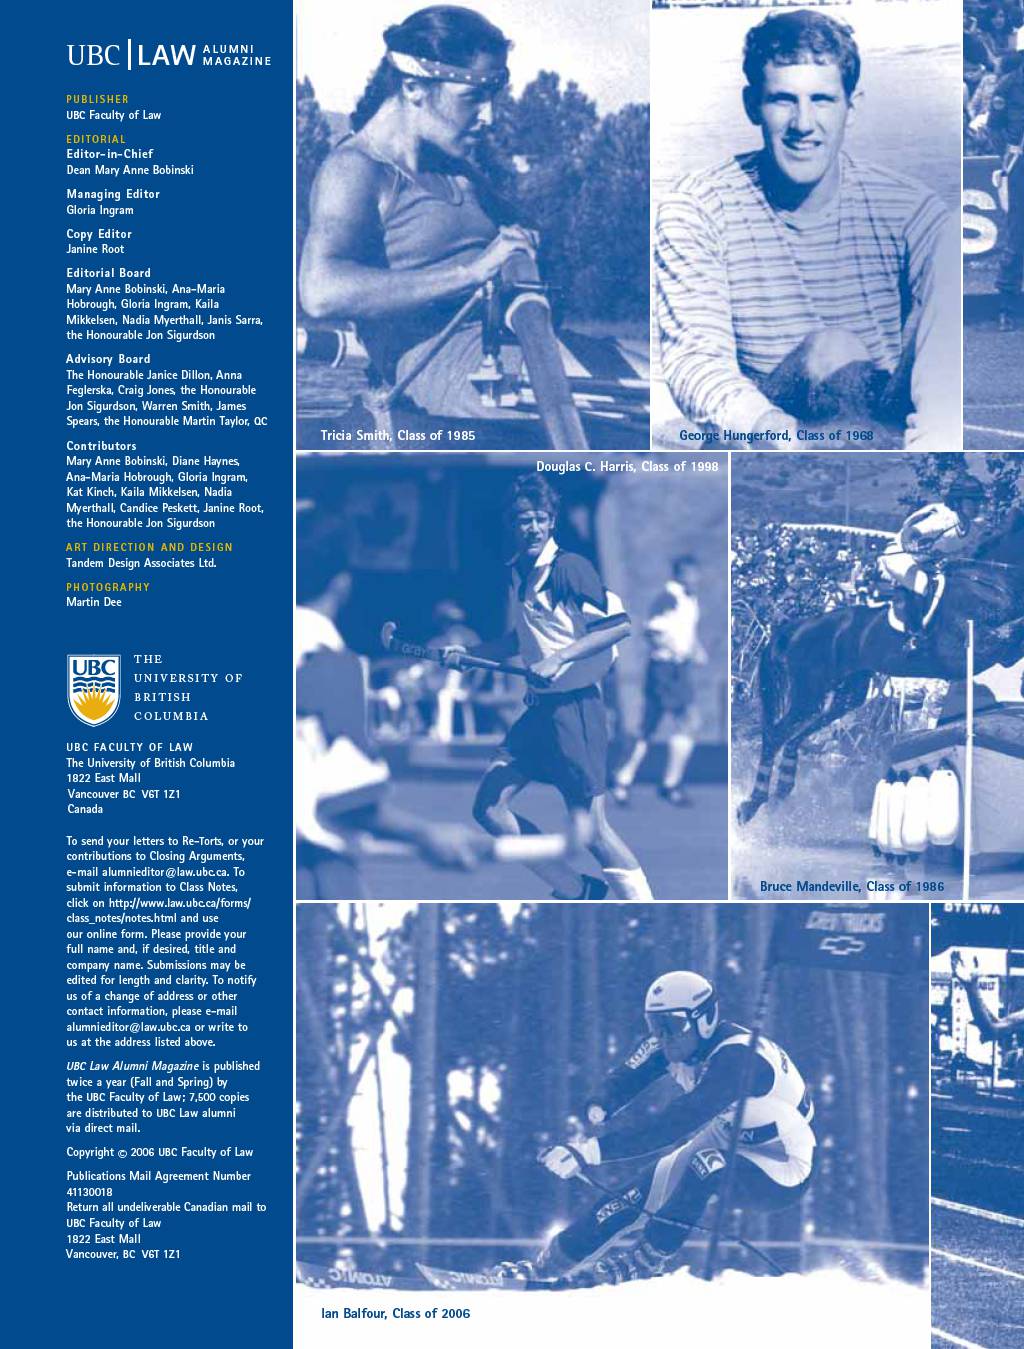 UBC LAW ALUMNI
MAGAZINE
PUBLISHER
UBC Faculty of Law
EDITORIAL
Editor-in-Chief
Dean Mary Anne Bobinski
Managing Editor
Gloria Ingram
Copy Editor
Janine Root
Editorial Board
Mary Anne Bobinski, Ana-Maria
Hobrough, Gloria Ingram, Kaila
Mikkelsen, Nadia Myerthall, Janis Sarra,
the Honourable Jon Sigurdson
Advisory Board
The Honourable Janice Dillon, Anna
Feglerska, Craig Jones, the Honourable
Jon Sigurdson, Warren Smith, James
Spears, the Honourable Martin Taylor, QC
Contributors
Mary Anne Bobinski, Diane Haynes,
Ana-Maria Hobrough, Gloria Ingram,
Kat Kinch, Kaila Mikkelsen, Nadia
Myerthall, Candice Peskett, Janine Root,
the Honourable Jon Sigurdson
ART DIRECTION AND DESIGN
Tandem Design Associates Ltd.
PHOTOGRAPHY
Martin Dee
UBC
THE
UNIVERSITY OF
BRITISH
COLUMBIA
UBC FACULTY OF LAW
The University of British Columbia
1822 East Mall
Vancouver BC V6T 1Z1
Canada
To send your letters to Re-Torts, or your
contributions to Closing Arguments,
e-mail alumnieditor@law.ubc.ca. To
submit information to Class Notes,
click on http://www.law.ubc.ca/forms/
class_notes/notes.html and use
our online form. Please provide your
full name and, if desired, title and
company name. Submissions may be
edited for length and clarity. To notify
us of a change of address or other
contact information, please e-mail
alumnieditor@law.ubc.ca or write to
us at the address listed above.
UBC Law Alumni Magazine is published
twice a year (Fall and Spring) by
the UBC Faculty of Law; 7,500 copies
are distributed to UBC Law alumni
via direct mail.
Copyright © 2006 UBC Faculty of Law
Publications Mail Agreement Number
41130018
Return all undeliverable Canadian mail to
UBC Faculty of Law
1822 East Mall
Vancouver, BC V6T 1Z1
Tricia Smith, Class of 1985
George Hungerford, Class of 1968
S
Douglas C. Harris, Class of 1998
Bruce Mandeville, Class of 1986
OTTAWA
ATOMIC
ATOMIC
Ian Balfour, Class of 2006